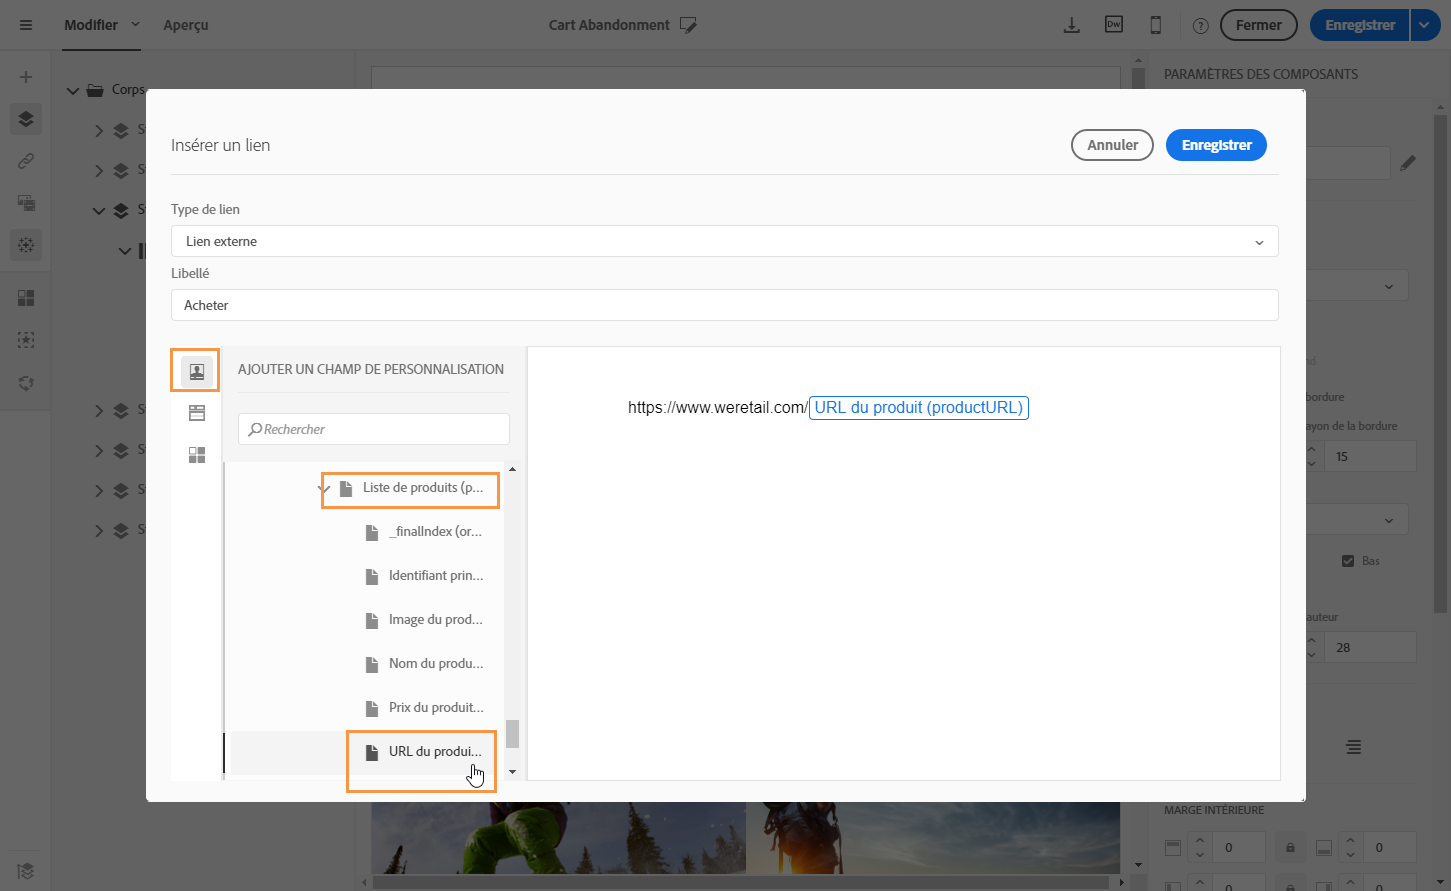 Modifier
Aperçu
Cart Abandonment
Dw
?
Fermer
Enregistrer
Corps
PARAMÈTRES DES COMPOSANTS
Insérer un lien
Annuler
Enregistrer
Type de lien
Lien externe
Libellé
Acheter
AJOUTER UN CHAMP DE PERSONNALISATION
Rechercher
https://www.weretail.com/ URL du produit (productURL)
Liste de produits (p...
_finalIndex (or...
Identifiant prin...
Image du prod...
Nom du produ...
Prix du produit...
URL du produi...
nd
bordure
ayon de la bordure
15
Bas
auteur
28
MARGE INTÉRIEURE
0
0
0
0